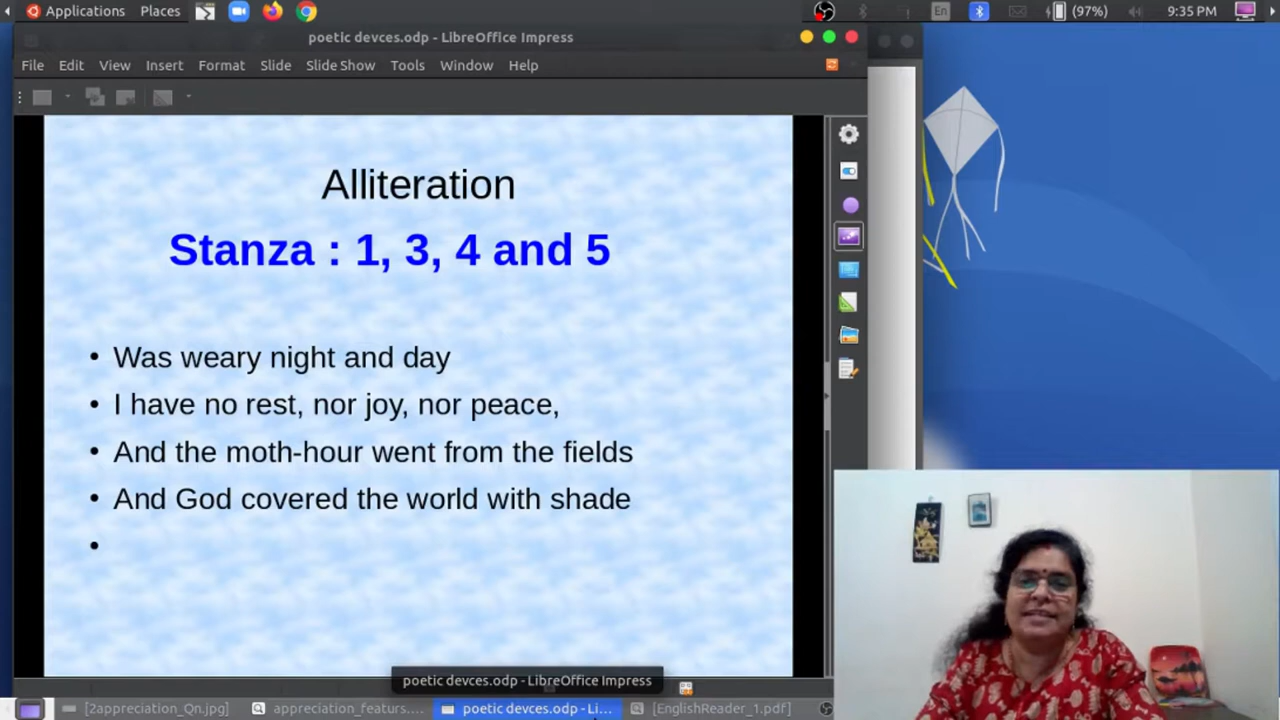 Applications Places En (97%) 9:35 PM
poetic devces.odp - LibreOffice Impress
File Edit View Insert Format Slide Slide Show Tools Window Help
Alliteration
Stanza : 1, 3, 4 and 5
• Was weary night and day
• I have no rest, nor joy, nor peace,
• And the moth-hour went from the fields
• And God covered the world with shade
•
poetic devces.odp - LibreOffice Impress
[2appreciation_Qn.jpg] appreciation_featurs.... poetic devces.odp - Li... [EnglishReader_1.pdf]